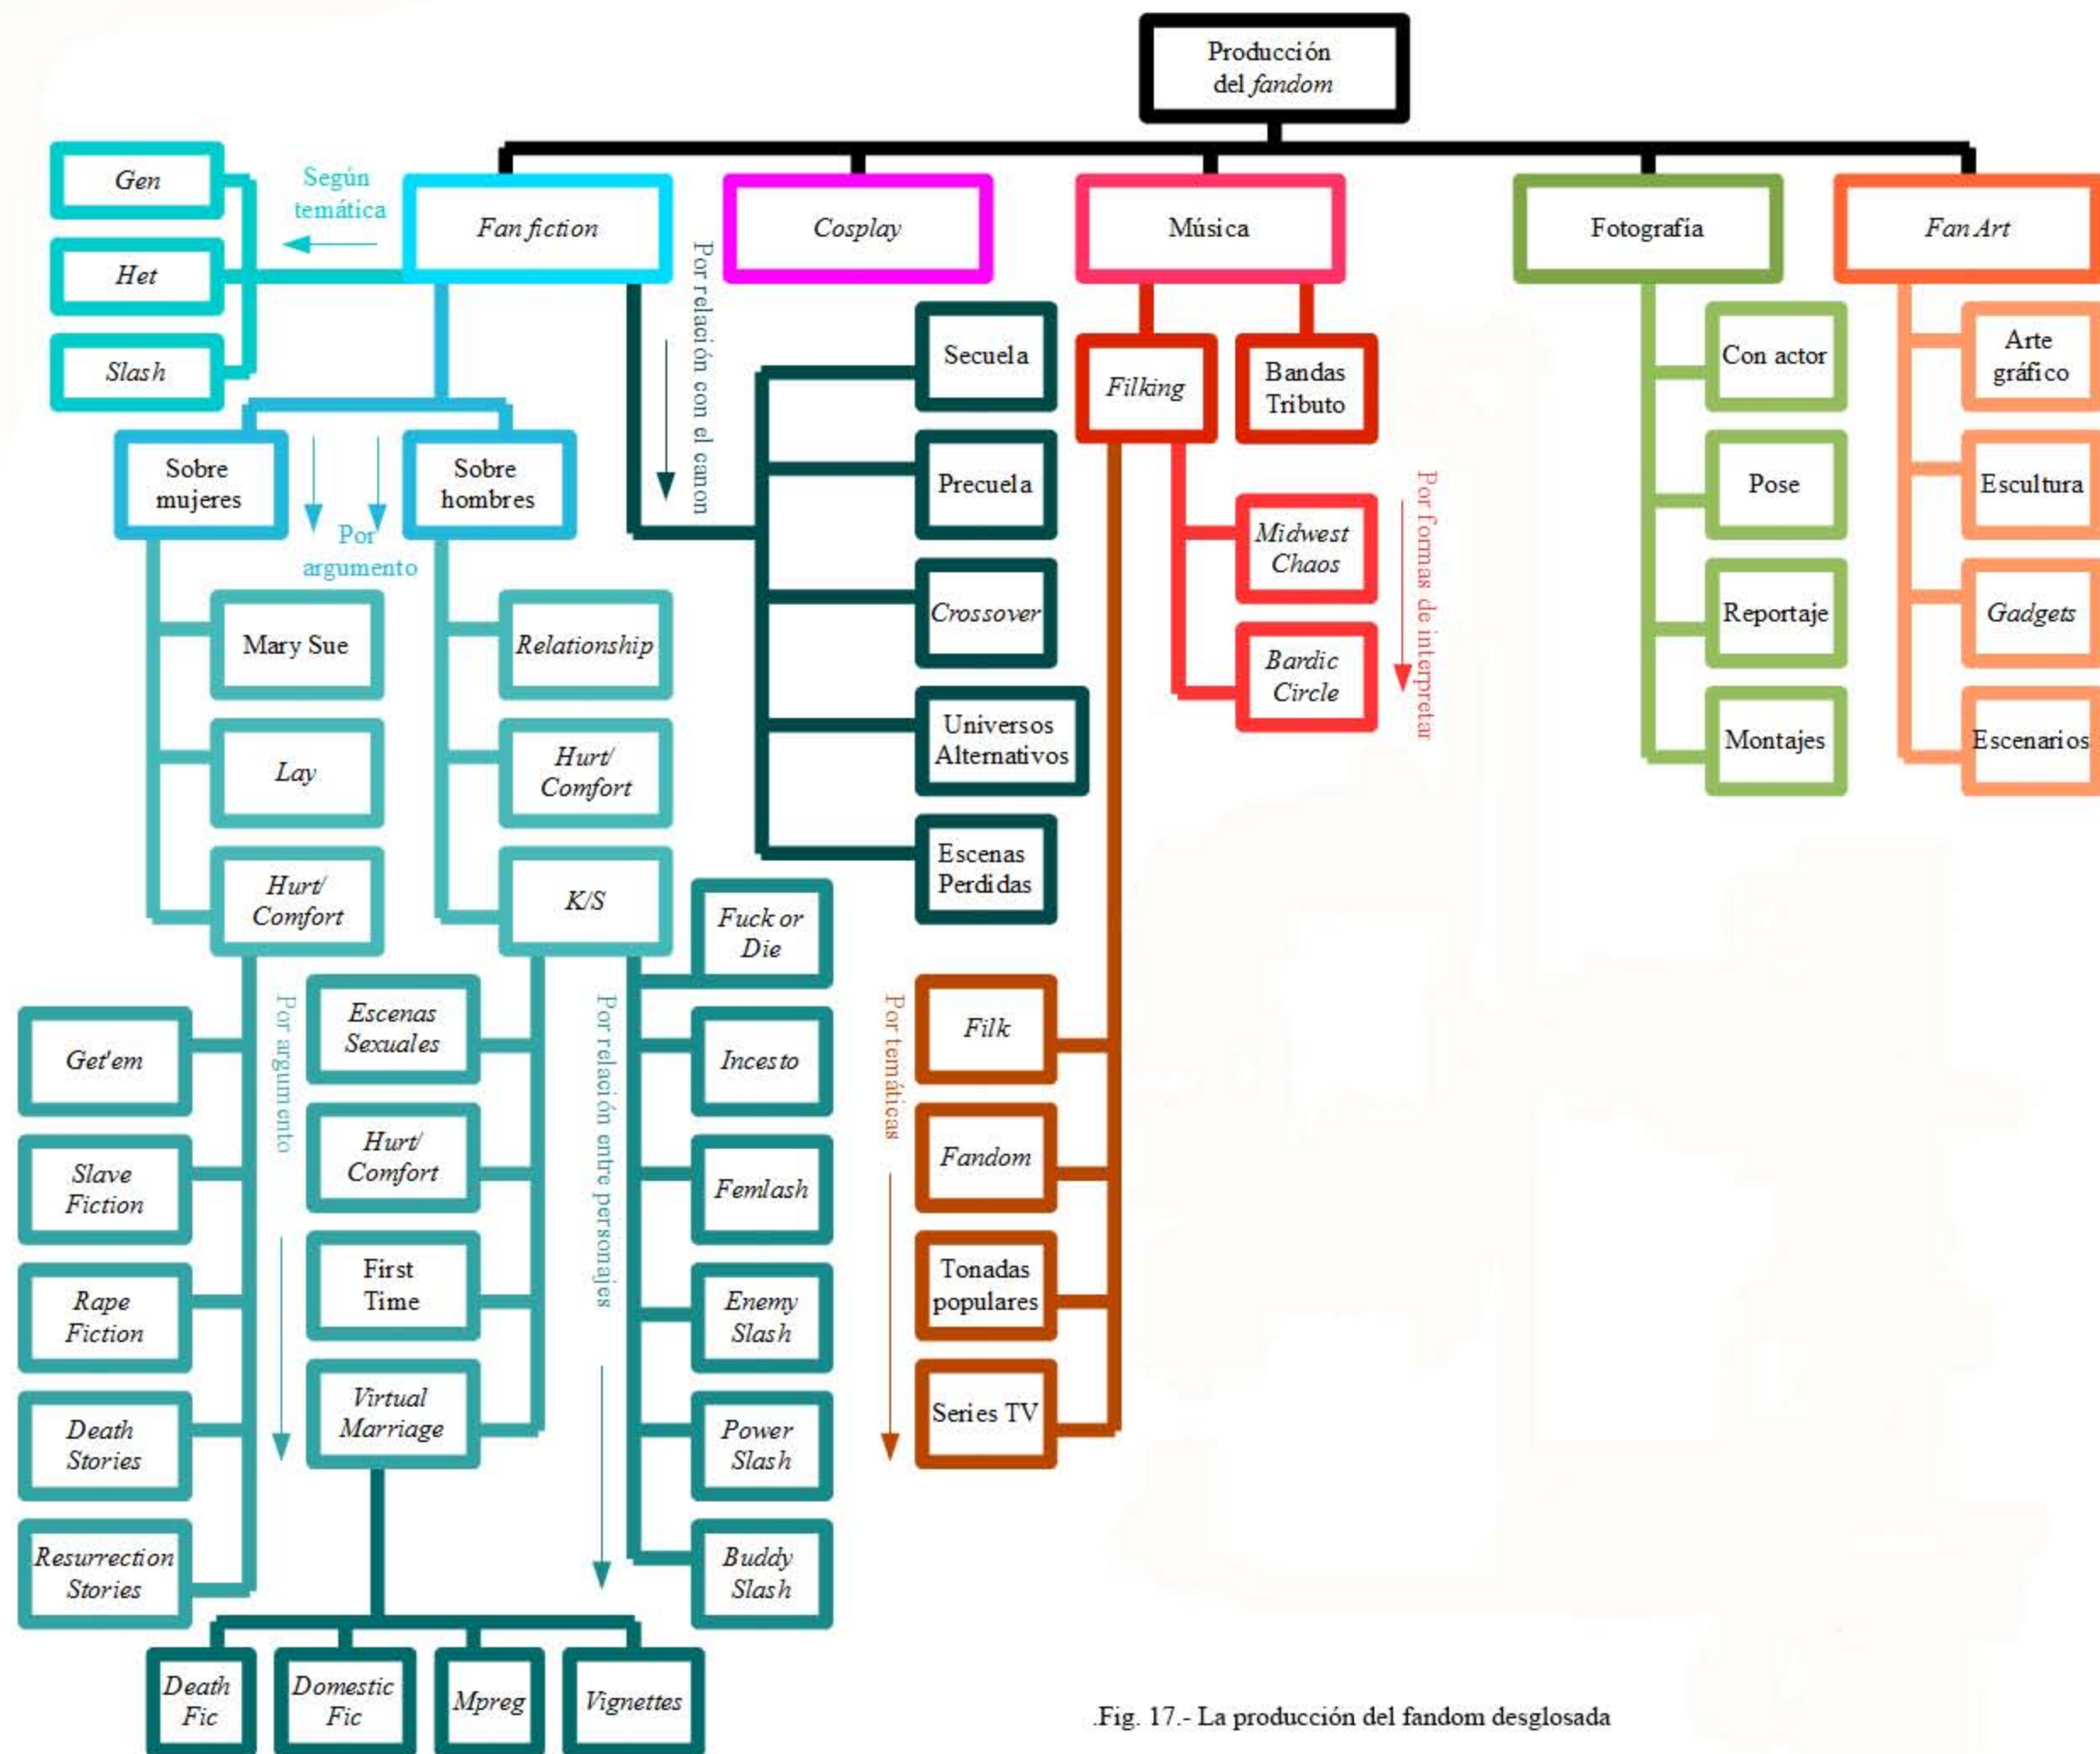 Producción
del fandom
Fan fiction
Cosplay
Música
Fotografía
Fan Art
Según
temática
Gen
Het
Slash
Sobre
mujeres
Sobre
hombres
Por
argumento
Mary Sue
Lay
Hurt/
Comfort
Relationship
Hurt/
Comfort
K/S
Por relación con el canon
Secuela
Precuela
Crossover
Universos
Alternativos
Escenas
Perdidas
Filking
Bandas
Tributo
Midwest
Chaos
Bardic
Circle
Por formas de interpretar
Con actor
Pose
Reportaje
Montajes
Arte
gráfico
Escultura
Gadgets
Escenarios
Get'em
Slave
Fiction
Rape
Fiction
Death
Stories
Resurrection
Stories
Por argumento
Escenas
Sexuales
Hurt/
Comfort
First
Time
Virtual
Marriage
Por relación entre personajes
Fuck or
Die
Incesto
Femlash
Enemy
Slash
Power
Slash
Buddy
Slash
Por temáticas
Filk
Fandom
Tonadas
populares
Series TV
Death
Fic
Domestic
Fic
Mpreg
Vignettes
.Fig. 17.- La producción del fandom desglosada